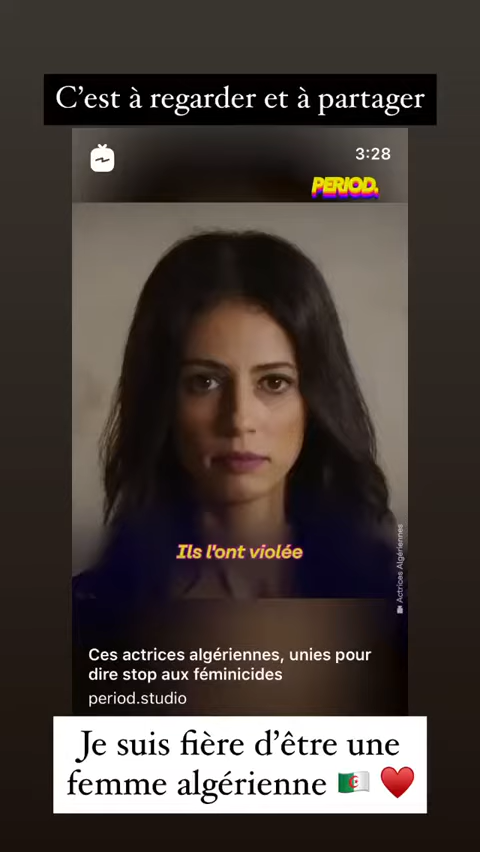 C’est à regarder et à partager
3:28
PERIOD.
Ils l'ont violée
Actrices Algériennes
Ces actrices algériennes, unies pour
dire stop aux féminicides
period.studio
Je suis fière d’être une
femme algérienne 🇩🇿 ♥️